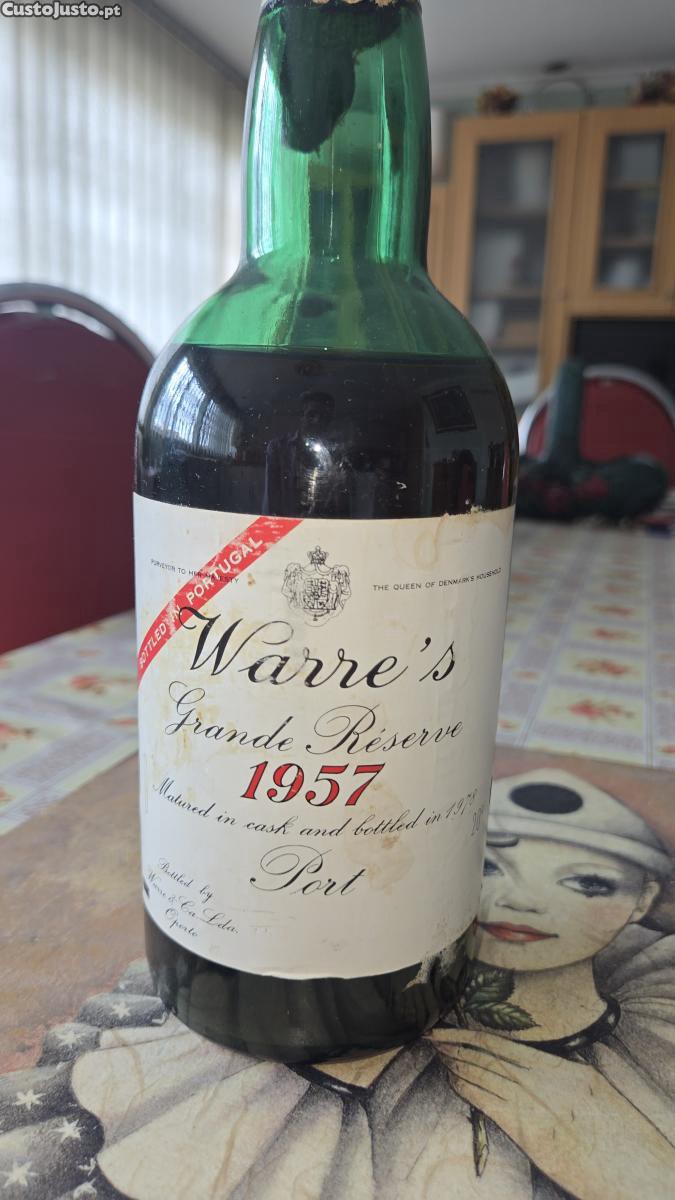 CustoJusto.pt
BOTTLED IN PORTUGAL
PURVEYOR TO HER MAJESTY
THE QUEEN OF DENMARK'S HOUSEHOLD
Warre's
Grande Réserve
1957
Matured in cask and bottled in 1978
Port
Bottled by
Warre & Ca. Lda.
Oporto